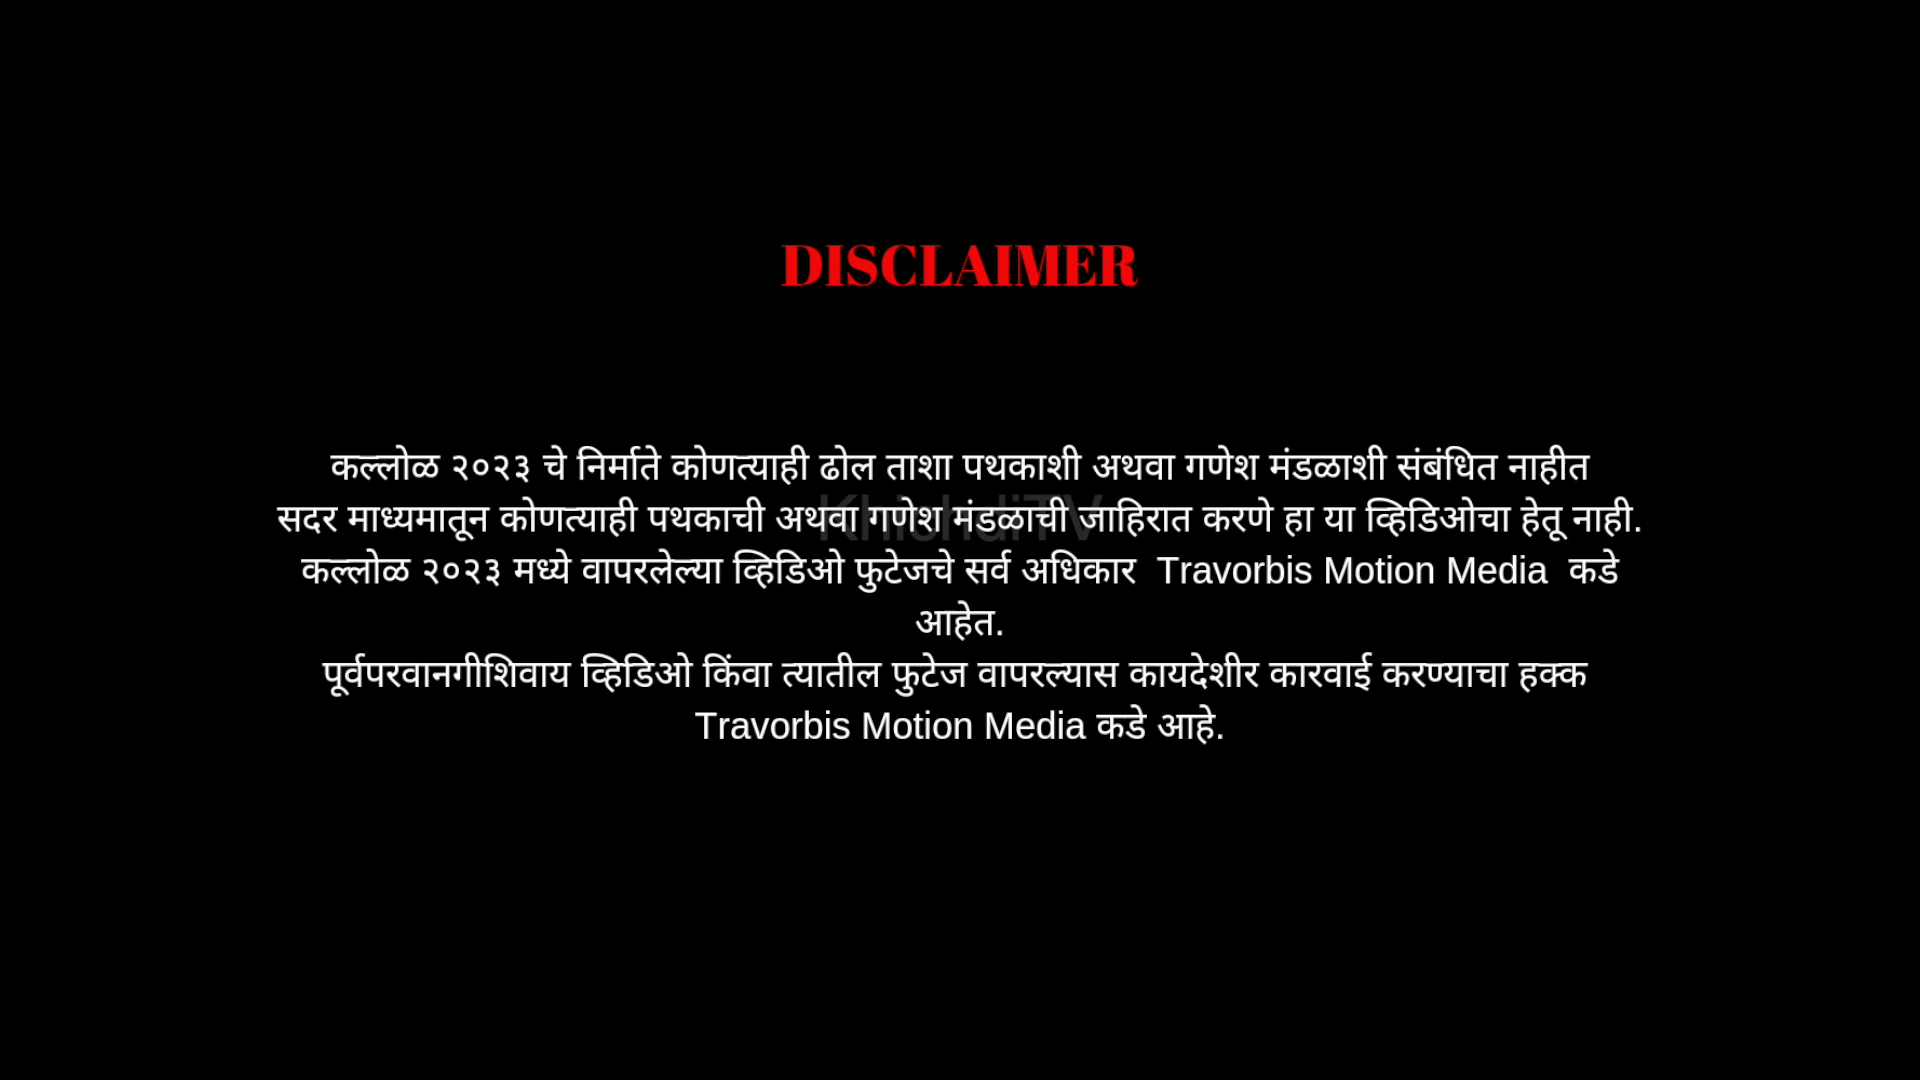 DISCLAIMER
कल्लोळ २०२३ चे निर्माते कोणत्याही ढोल ताशा पथकाशी अथवा गणेश मंडळाशी संबंधित नाहीत
सदर माध्यमातून कोणत्याही पथकाची अथवा गणेश मंडळाची जाहिरात करणे हा या व्हिडिओचा हेतू नाही.
कल्लोळ २०२३ मध्ये वापरलेल्या व्हिडिओ फुटेजचे सर्व अधिकार Travorbis Motion Media कडे
आहेत.
पूर्वपरवानगीशिवाय व्हिडिओ किंवा त्यातील फुटेज वापरल्यास कायदेशीर कारवाई करण्याचा हक्क
Travorbis Motion Media कडे आहे.